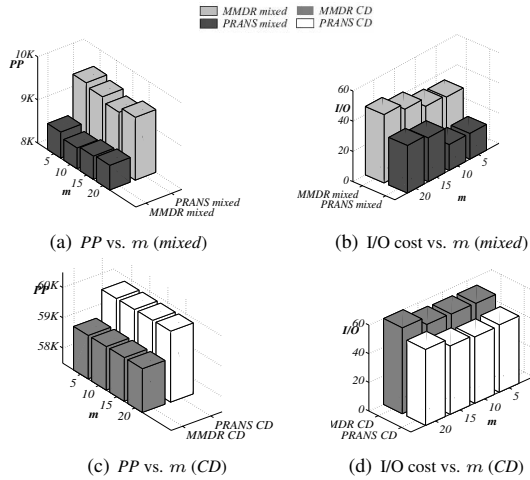 MMDR mixed MMDR CD
PRANS mixed PRANS CD
10K
PP
9K
8K
5
10
15
20
m
PRANS mixed
MMDR mixed
60
I/O
40
20
0
MMDR mixed
PRANS mixed
20
15
10
5
m
(a) PP vs. m (mixed)
(b) I/O cost vs. m (mixed)
60K
PP
59K
58K
5
10
15
20
m
PRANS CD
MMDR CD
60
I/O
40
20
0
MDR CD
PRANS CD
20
15
10
5
m
(c) PP vs. m (CD)
(d) I/O cost vs. m (CD)